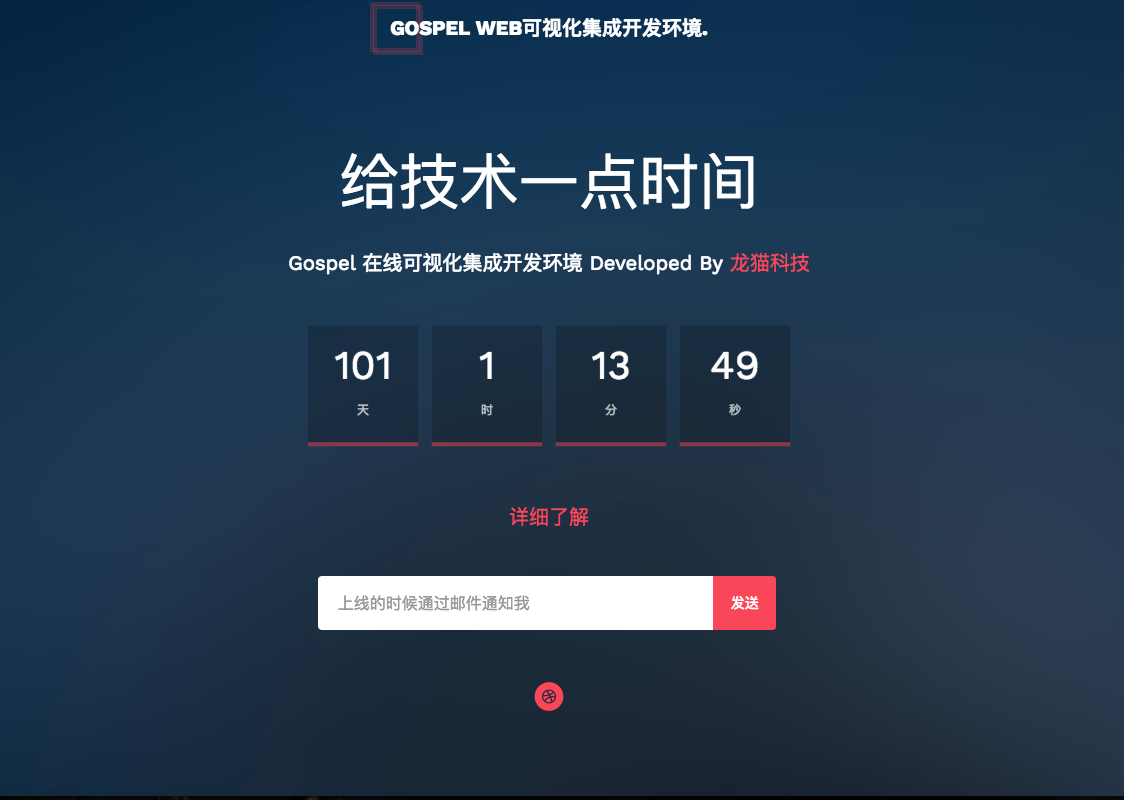 GOSPEL WEB可视化集成开发环境.
给技术一点时间
Gospel 在线可视化集成开发环境 Developed By 龙猫科技
101 1 13 49
天 时 分 秒
详细了解
上线的时候通过邮件通知我 发送